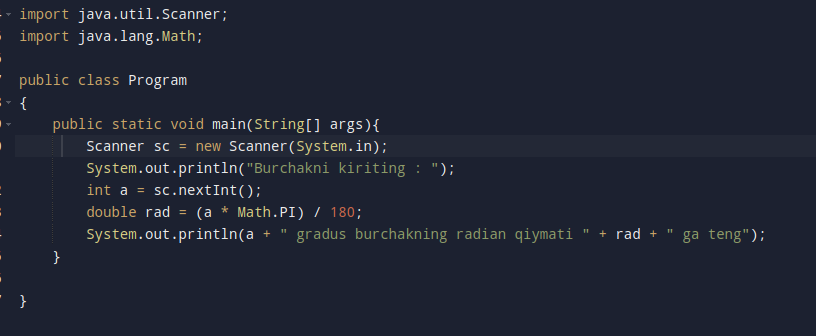 import java.util.Scanner;
import java.lang.Math;
public class Program
{
public static void main(String[] args){
Scanner sc = new Scanner(System.in);
System.out.println("Burchakni kiriting : ");
int a = sc.nextInt();
double rad = (a * Math.PI) / 180;
System.out.println(a + " gradus burchakning radian qiymati " + rad + " ga teng");
}
}